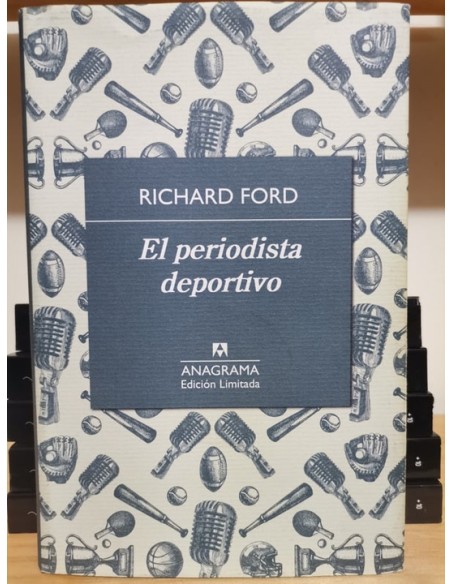 RICHARD FORD
El periodista
deportivo
ANAGRAMA
Edición Limitada